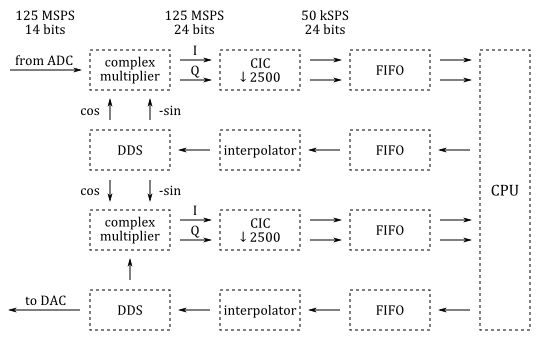 125 MSPS 125 MSPS 50 kSPS
14 bits 24 bits 24 bits
from ADC
complex
multiplier
I
Q
CIC
↓2500
FIFO
cos -sin
DDS interpolator FIFO
CPU
cos -sin
complex
multiplier
I
Q
CIC
↓2500
FIFO
to DAC DDS interpolator FIFO